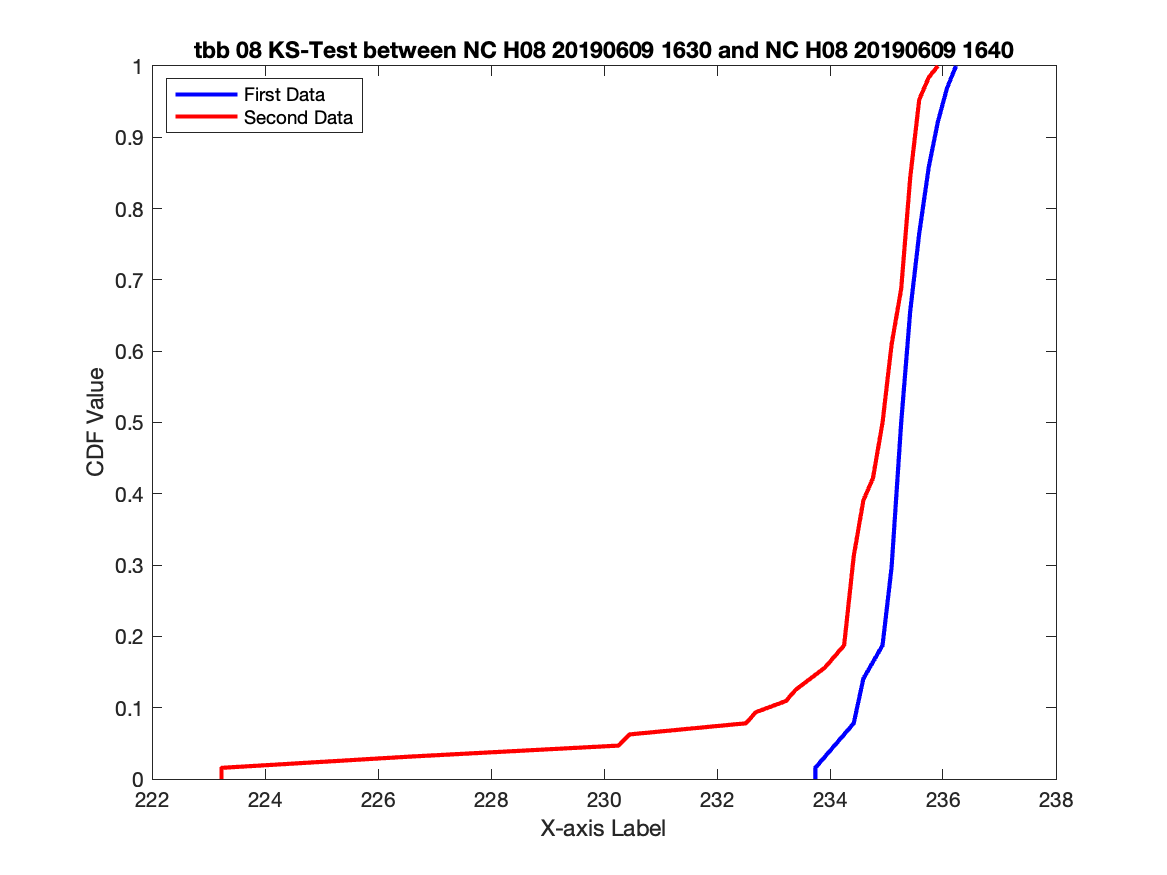 tbb 08 KS-Test between NC H08 20190609 1630 and NC H08 20190609 1640
First Data
Second Data
1
0.9
0.8
0.7
0.6
0.5
0.4
0.3
0.2
0.1
0
CDF Value
222 224 226 228 230 232 234 236 238
X-axis Label